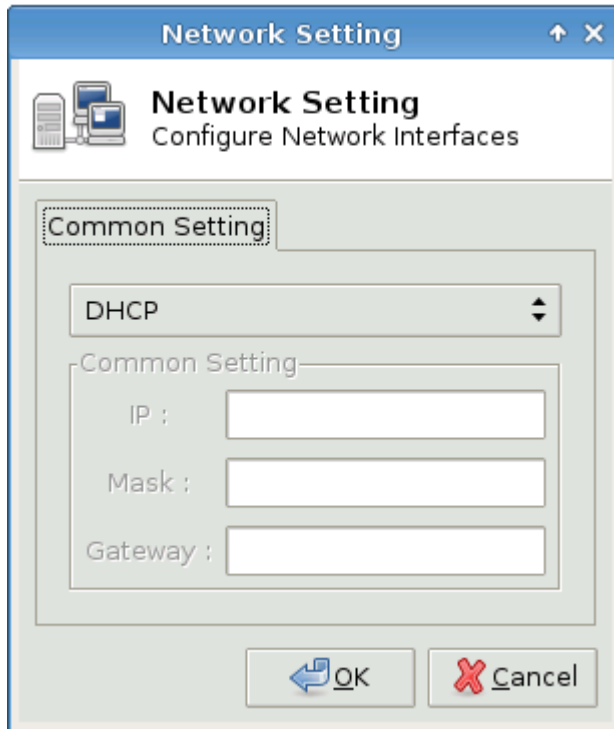 Network Setting
Network Setting
Configure Network Interfaces
Common Setting
DHCP
Common Setting
IP :
Mask :
Gateway :
OK
Cancel